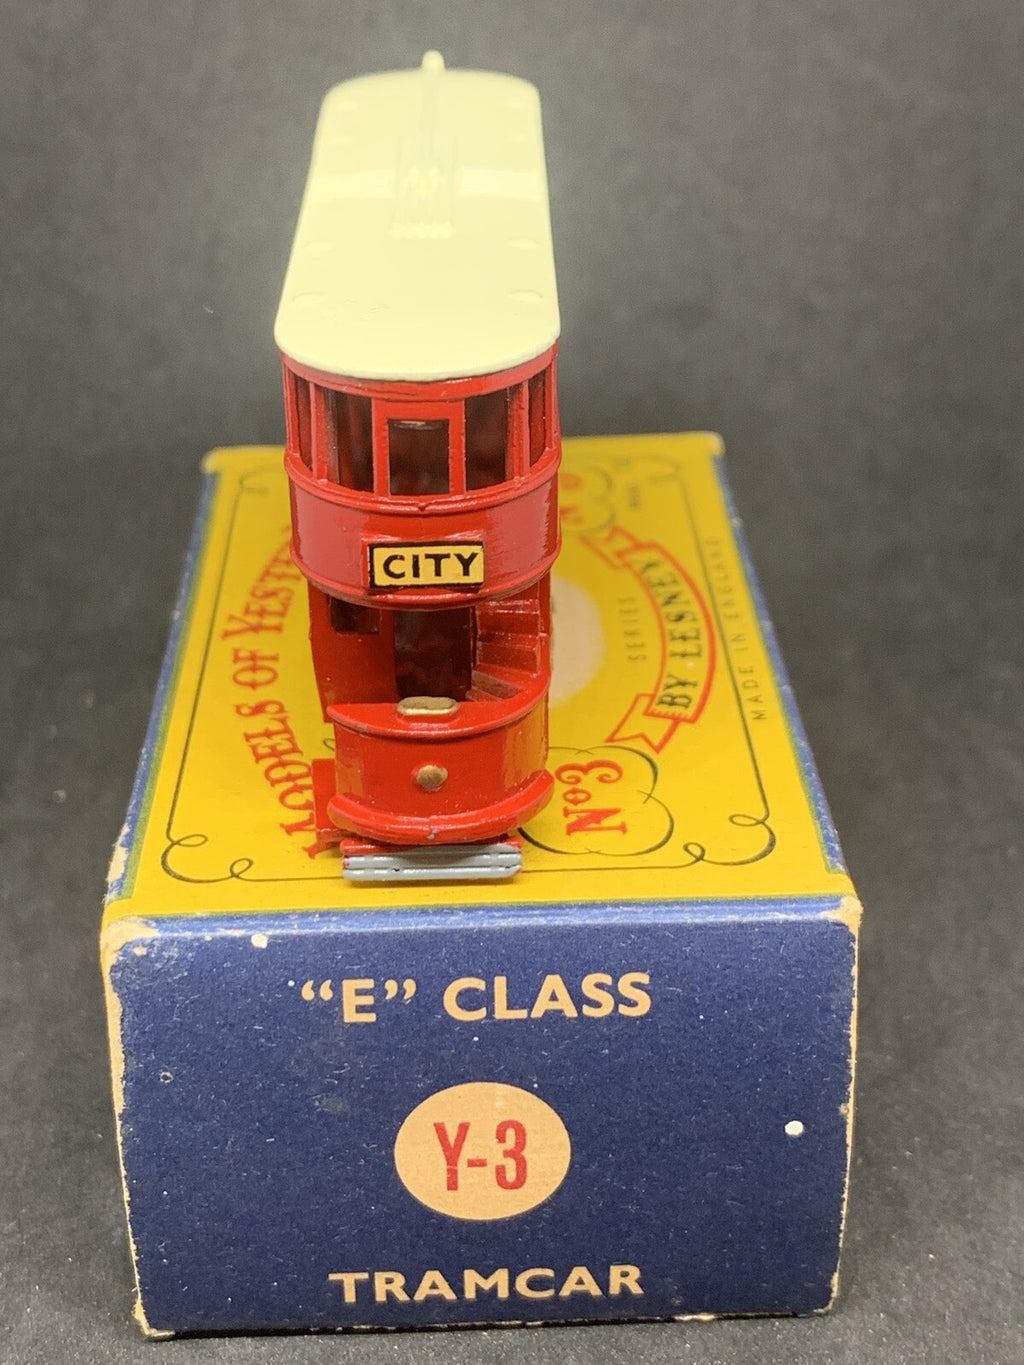 CITY
MODELS OF YESTE
SERIES
BY LESNEY
MADE IN ENGLAND
Nº3
“E” CLASS
Y-3
TRAMCAR